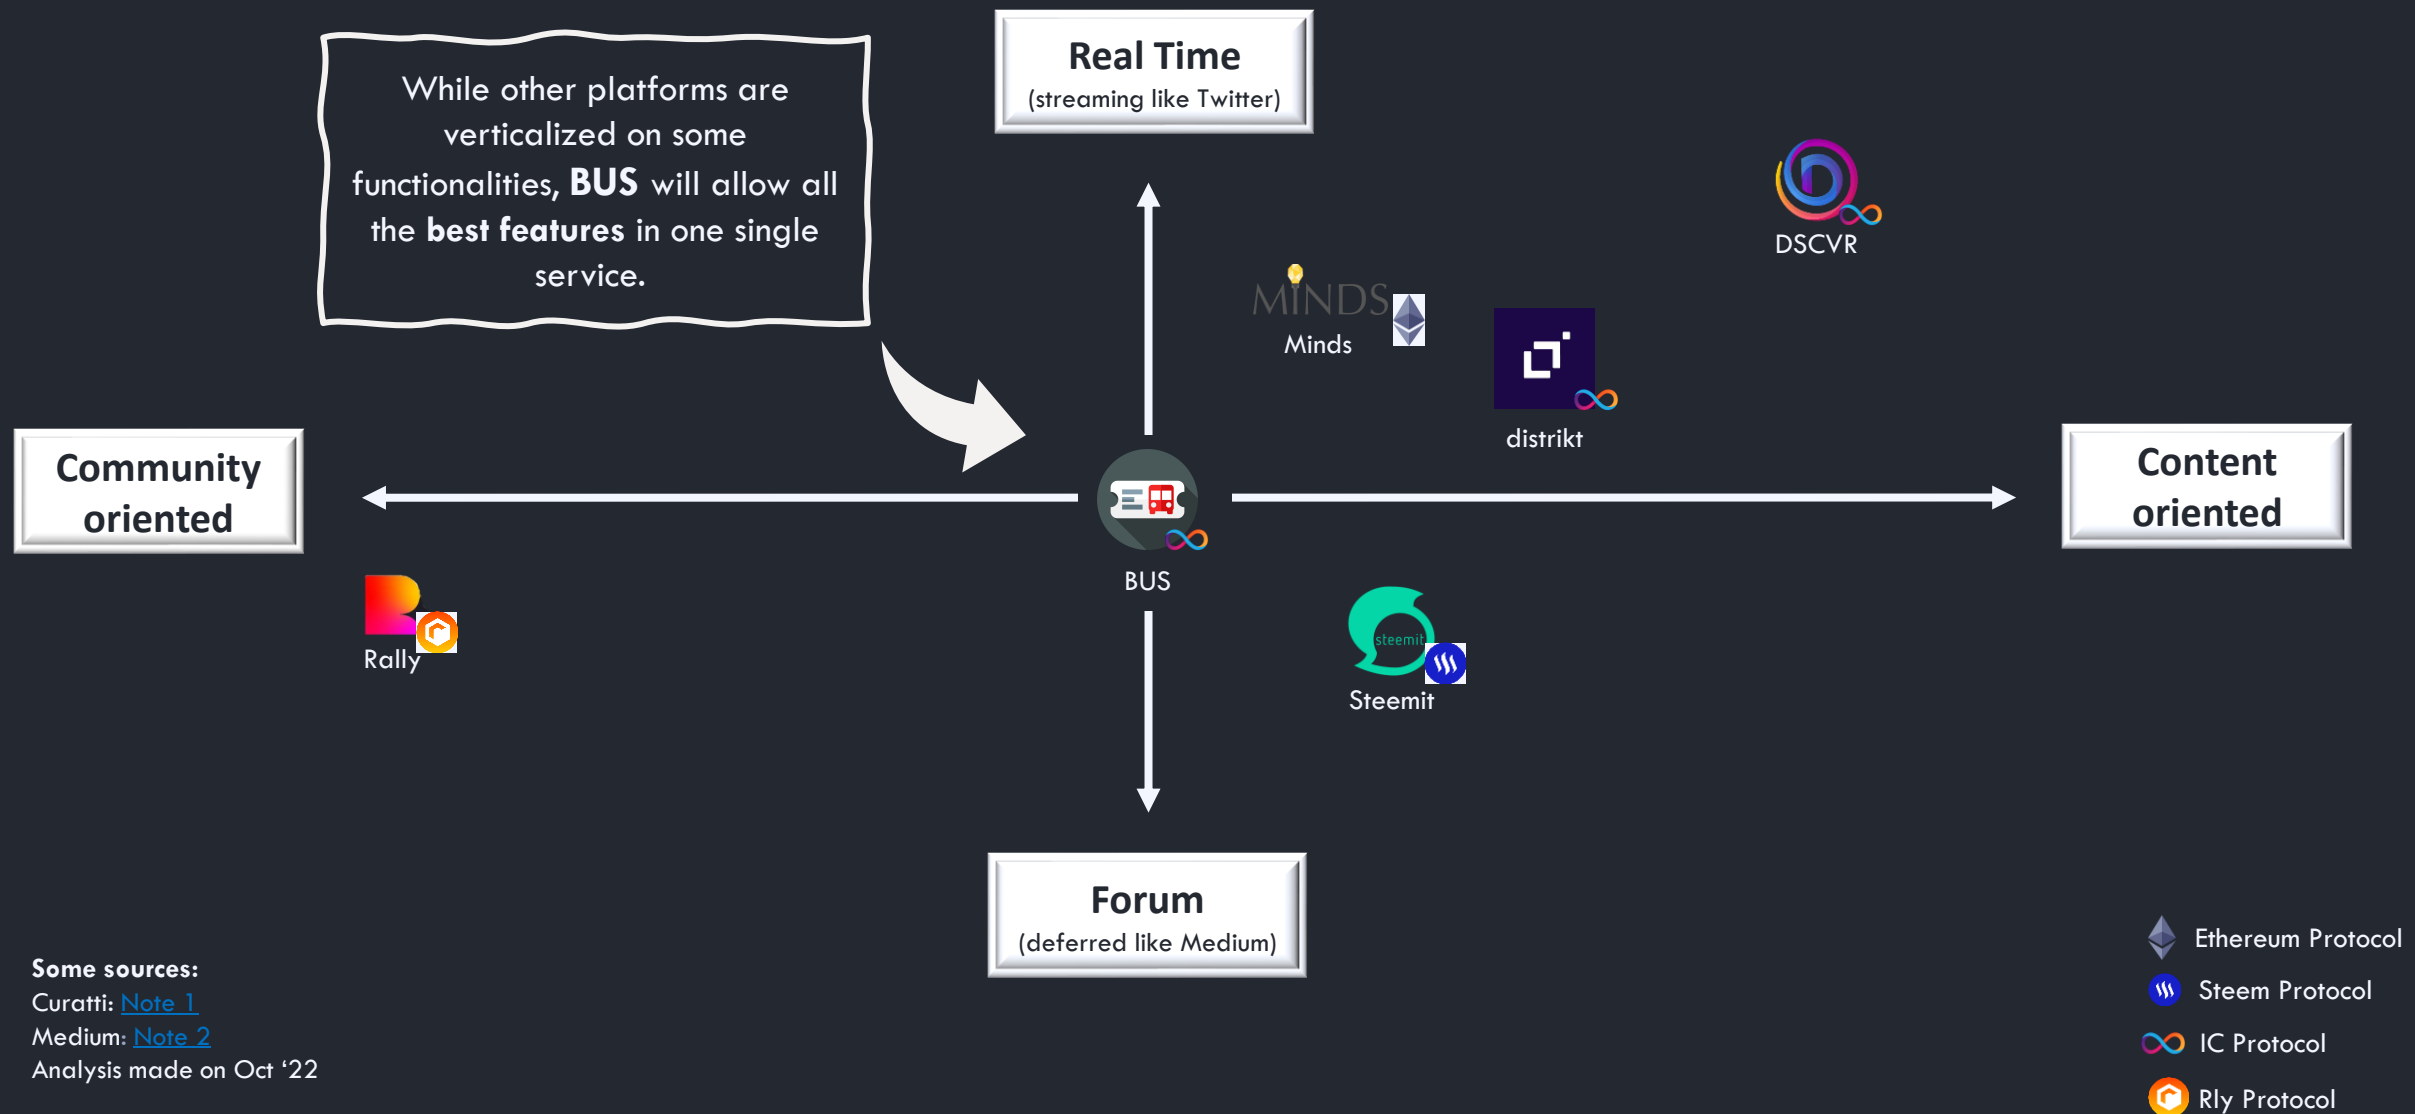 While other platforms are
verticalized on some
functionalities, BUS will allow all
the best features in one single
service.
Real Time
(streaming like Twitter)
DSCVR
MINDS
Minds
distrikt
Community
oriented
Content
oriented
BUS
Rally
steemit
Steemit
Forum
(deferred like Medium)
Some sources:
Curatti: Note 1
Medium: Note 2
Analysis made on Oct ‘22
Ethereum Protocol
Steem Protocol
IC Protocol
Rly Protocol